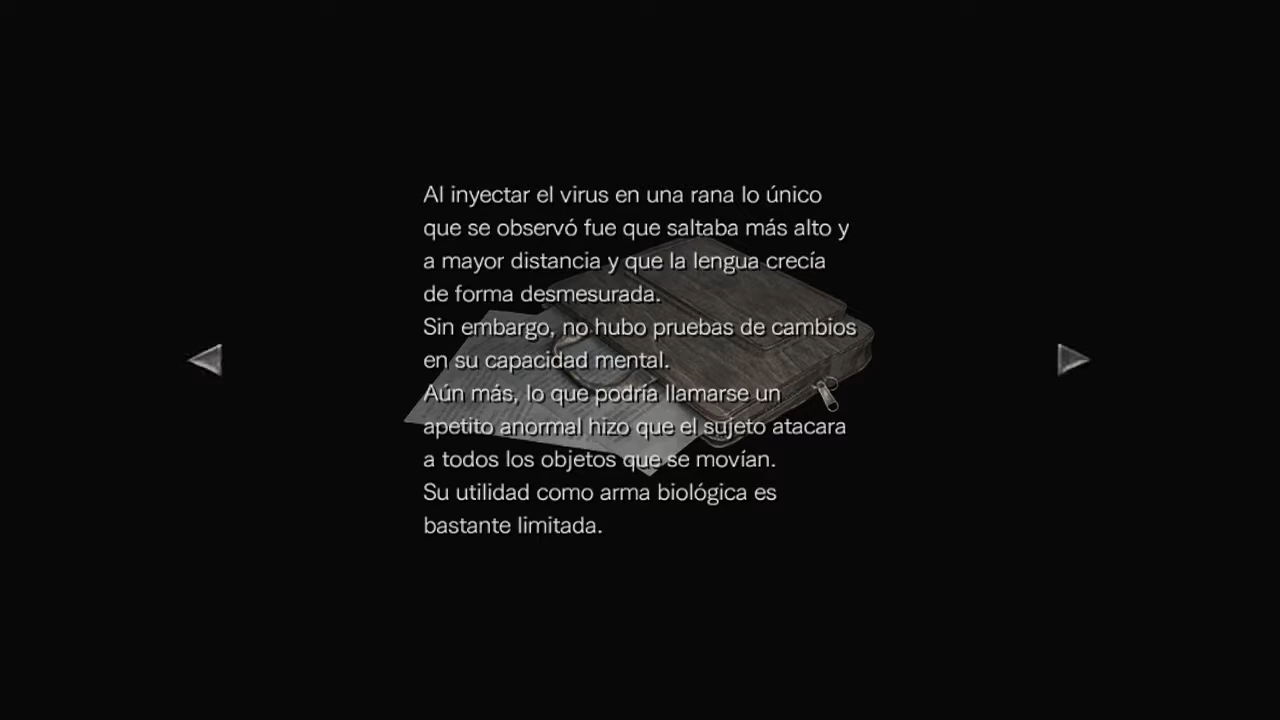 Al inyectar el virus en una rana lo único
que se observó fue que saltaba más alto y
a mayor distancia y que la lengua crecía
de forma desmesurada.
Sin embargo, no hubo pruebas de cambios
en su capacidad mental.
Aún más, lo que podría llamarse un
apetito anormal hizo que el sujeto atacara
a todos los objetos que se movían.
Su utilidad como arma biológica es
bastante limitada.